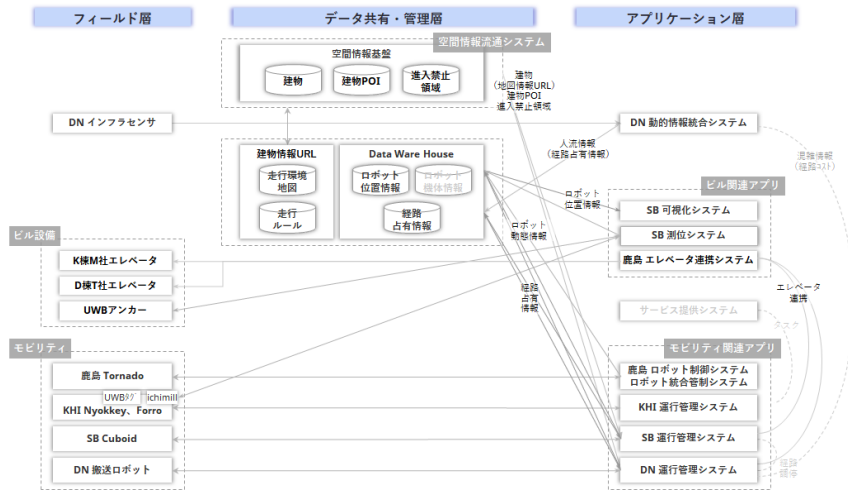 フィールド層
データ共有・管理層
アプリケーション層
空間情報流通システム
空間情報基盤
建物
建物POI
進入禁止
領域
建物
（地図情報URL）
建物POI
進入禁止領域
DN インフラセンサ
DN 動的情報統合システム
人流情報
（経路占有情報）
混雑情報
（経路コスト）
建物情報URL
走行環境
地図
走行
ルール
Data Ware House
ロボット
位置情報
ロボット
機体情報
経路
占有情報
ロボット
位置情報
ロボット
動態情報
ビル関連アプリ
SB 可視化システム
SB 測位システム
鹿島 エレベータ連携システム
ビル設備
K棟M社エレベータ
D棟T社エレベータ
UWBアンカー
経路
占有
情報
エレベータ
連携
サービス提供システム
タスク
モビリティ
鹿島 Tornado
UWBタグ
ichimill
KHI Nyokkey、Forro
SB Cuboid
DN 搬送ロボット
モビリティ関連アプリ
鹿島 ロボット制御システム
ロボット統合管制システム
KHI 運行管理システム
SB 運行管理システム
DN 運行管理システム
経路